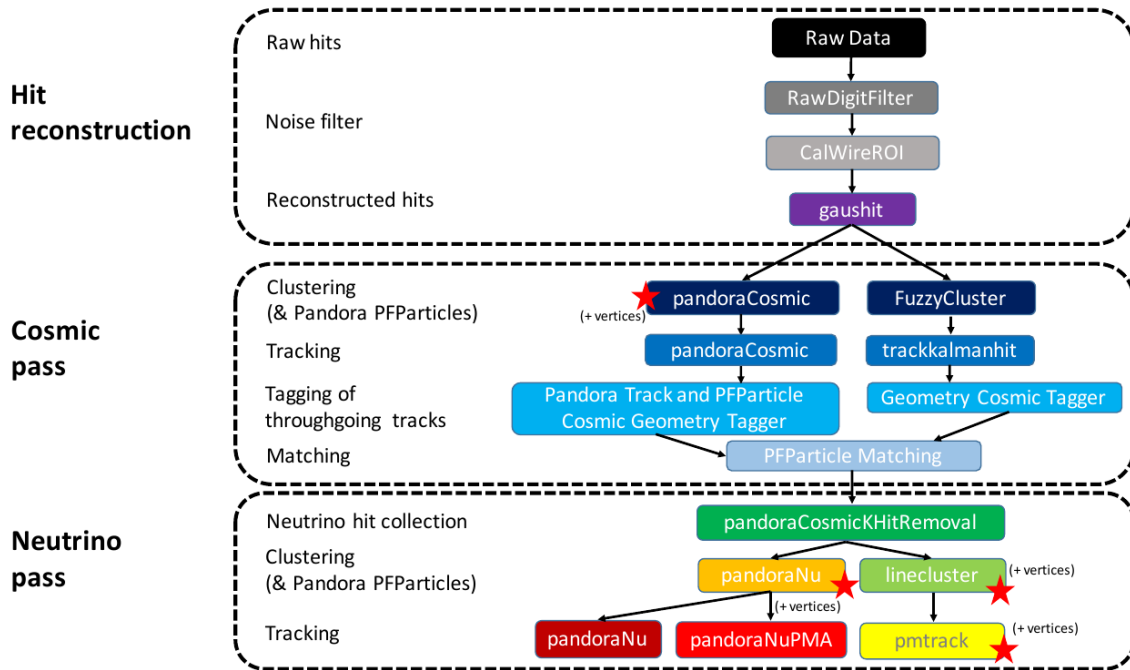 Hit
reconstruction
Raw hits
Raw Data
RawDigitFilter
Noise filter
CalWireROI
Reconstructed hits
gaushit
Cosmic
pass
Clustering
(& Pandora PFParticles)
pandoraCosmic
(+ vertices)
FuzzyCluster
Tracking
pandoraCosmic
trackkalmanhit
Tagging of
throughgoing tracks
Pandora Track and PFParticle
Cosmic Geometry Tagger
Geometry Cosmic Tagger
Matching
PFParticle Matching
Neutrino
pass
Neutrino hit collection
pandoraCosmicKHitRemoval
Clustering
(& Pandora PFParticles)
pandoraNu
linecluster
(+ vertices)
(+ vertices)
Tracking
pandoraNu
pandoraNuPMA
pmtrack
(+ vertices)